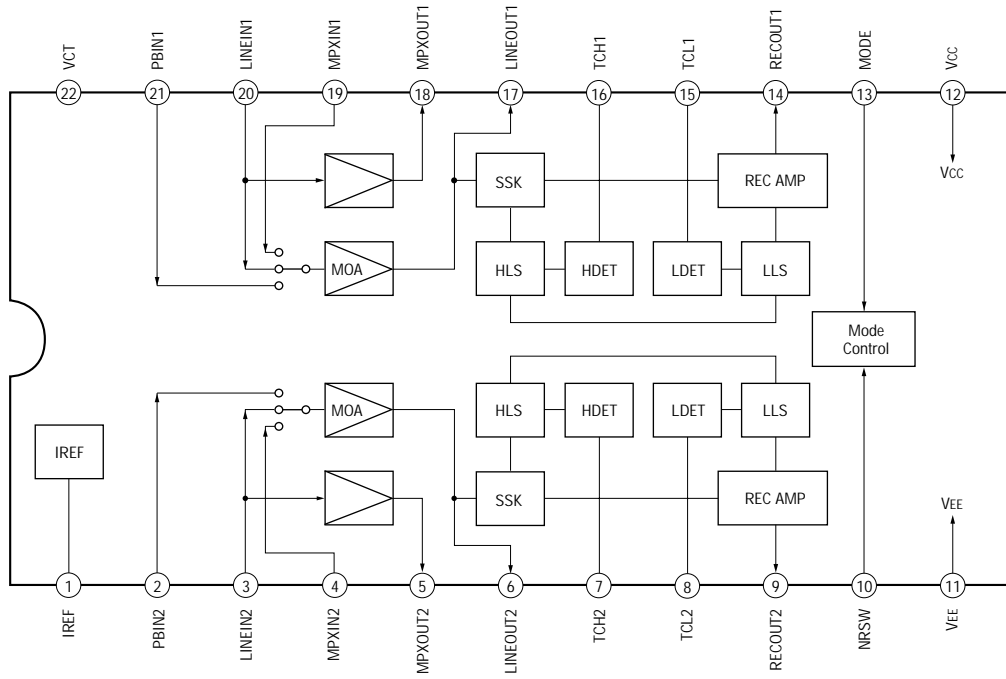 VCT
PBIN1
LINEIN1
MPXIN1
MPXOUT1
LINEOUT1
TCH1
TCL1
RECOUT1
MODE
VCC
22
21
20
19
18
17
16
15
14
13
12
SSK
REC AMP
VCC
MOA
HLS
HDET
LDET
LLS
Mode
Control
MOA
HLS
HDET
LDET
LLS
IREF
SSK
REC AMP
VEE
1
2
3
4
5
6
7
8
9
10
11
IREF
PBIN2
LINEIN2
MPXIN2
MPXOUT2
LINEOUT2
TCH2
TCL2
RECOUT2
NRSW
VEE